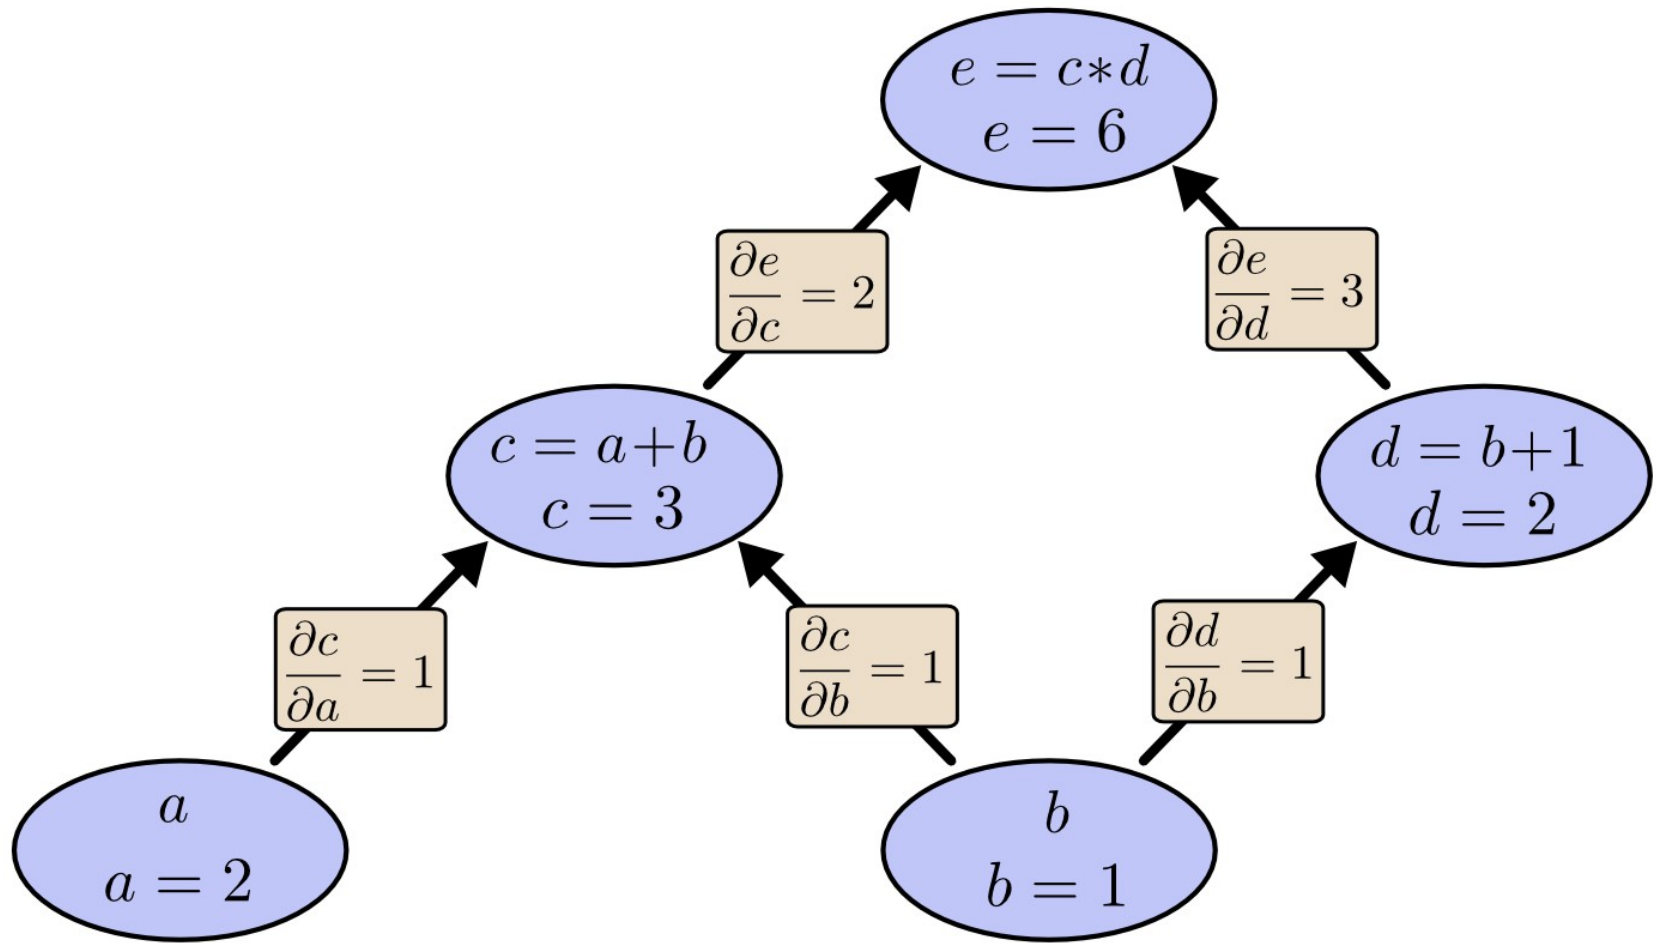 e = c*d
e = 6
∂e/∂c = 2
∂e/∂d = 3
c = a+b
c = 3
d = b+1
d = 2
∂c/∂a = 1
∂c/∂b = 1
∂d/∂b = 1
a
a = 2
b
b = 1